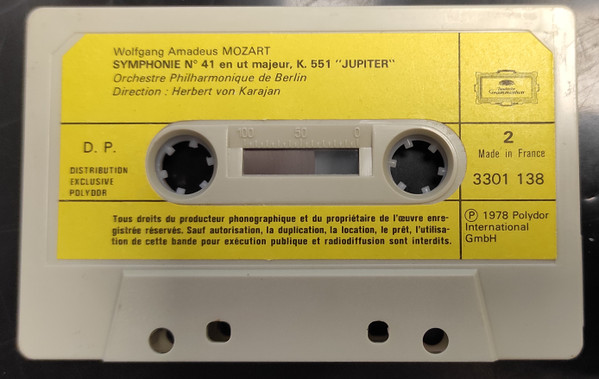 Wolfgang Amadeus MOZART
SYMPHONIE N° 41 en ut majeur, K. 551 "JUPITER"
Orchestre Philharmonique de Berlin
Direction : Herbert von Karajan
Deutsche
Grammophon
D. P.
DISTRIBUTION
EXCLUSIVE
POLYDOR
100 50 0
2
Made in France
3301 138
Tous droits du producteur phonographique et du propriétaire de l'œuvre enre-
gistrée réservés. Sauf autorisation, la duplication, la location, le prêt, l'utilisa-
tion de cette bande pour exécution publique et radiodiffusion sont interdits.
℗ 1978 Polydor
International
GmbH